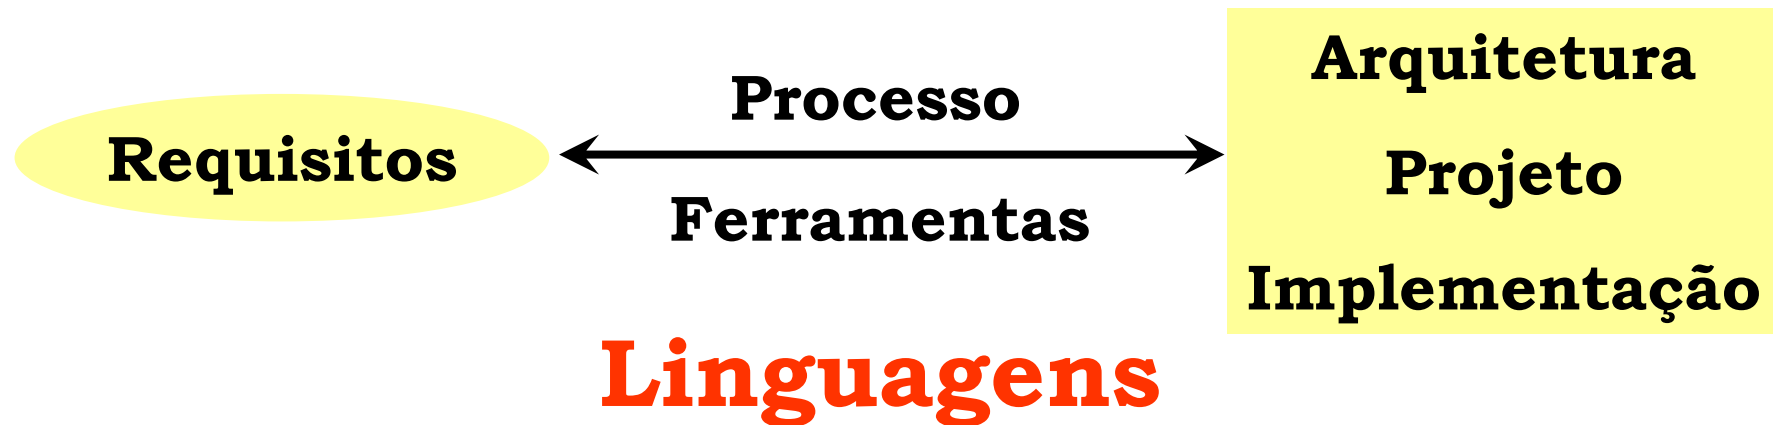 Requisitos
Processo
Ferramentas
Linguagens
Arquitetura
Projeto
Implementação